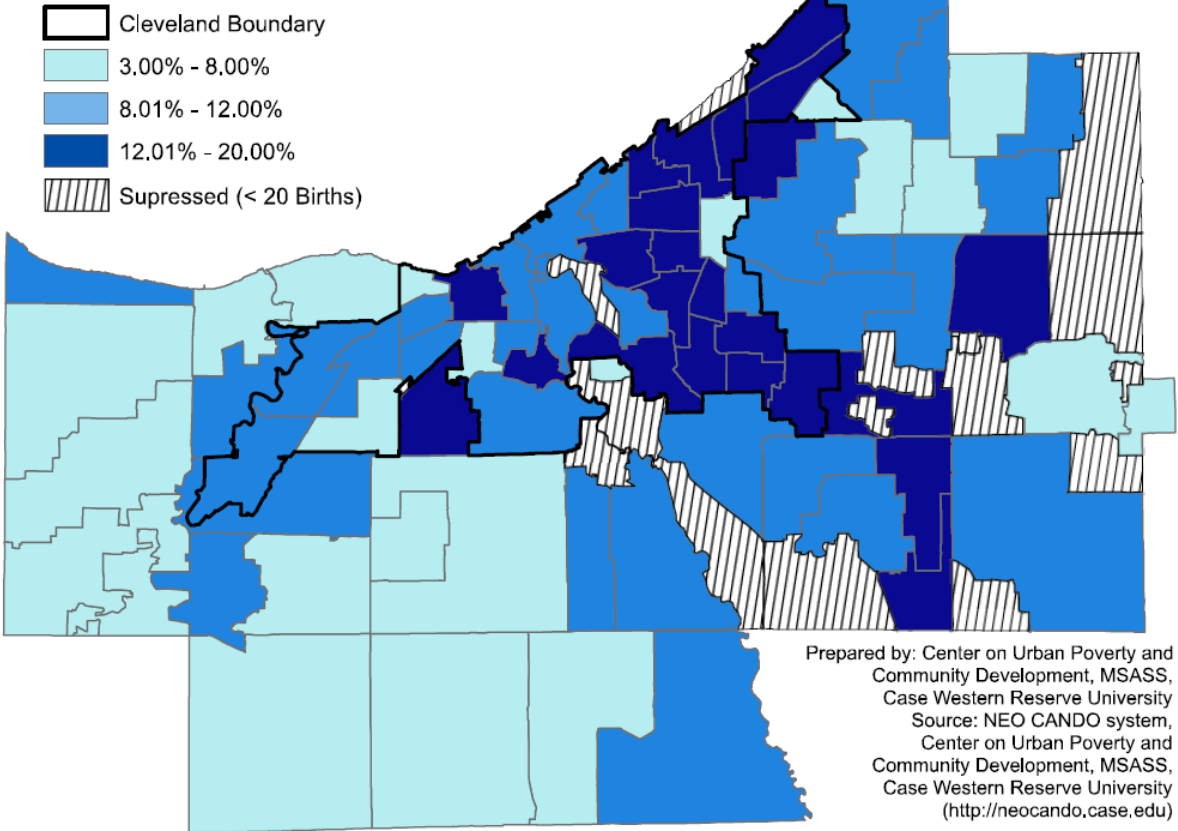 Cleveland Boundary
3.00% - 8.00%
8.01% - 12.00%
12.01% - 20.00%
Supressed (< 20 Births)
Prepared by: Center on Urban Poverty and
Community Development, MSASS,
Case Western Reserve University
Source: NEO CANDO system,
Center on Urban Poverty and
Community Development, MSASS,
Case Western Reserve University
(http://neocando.case.edu)